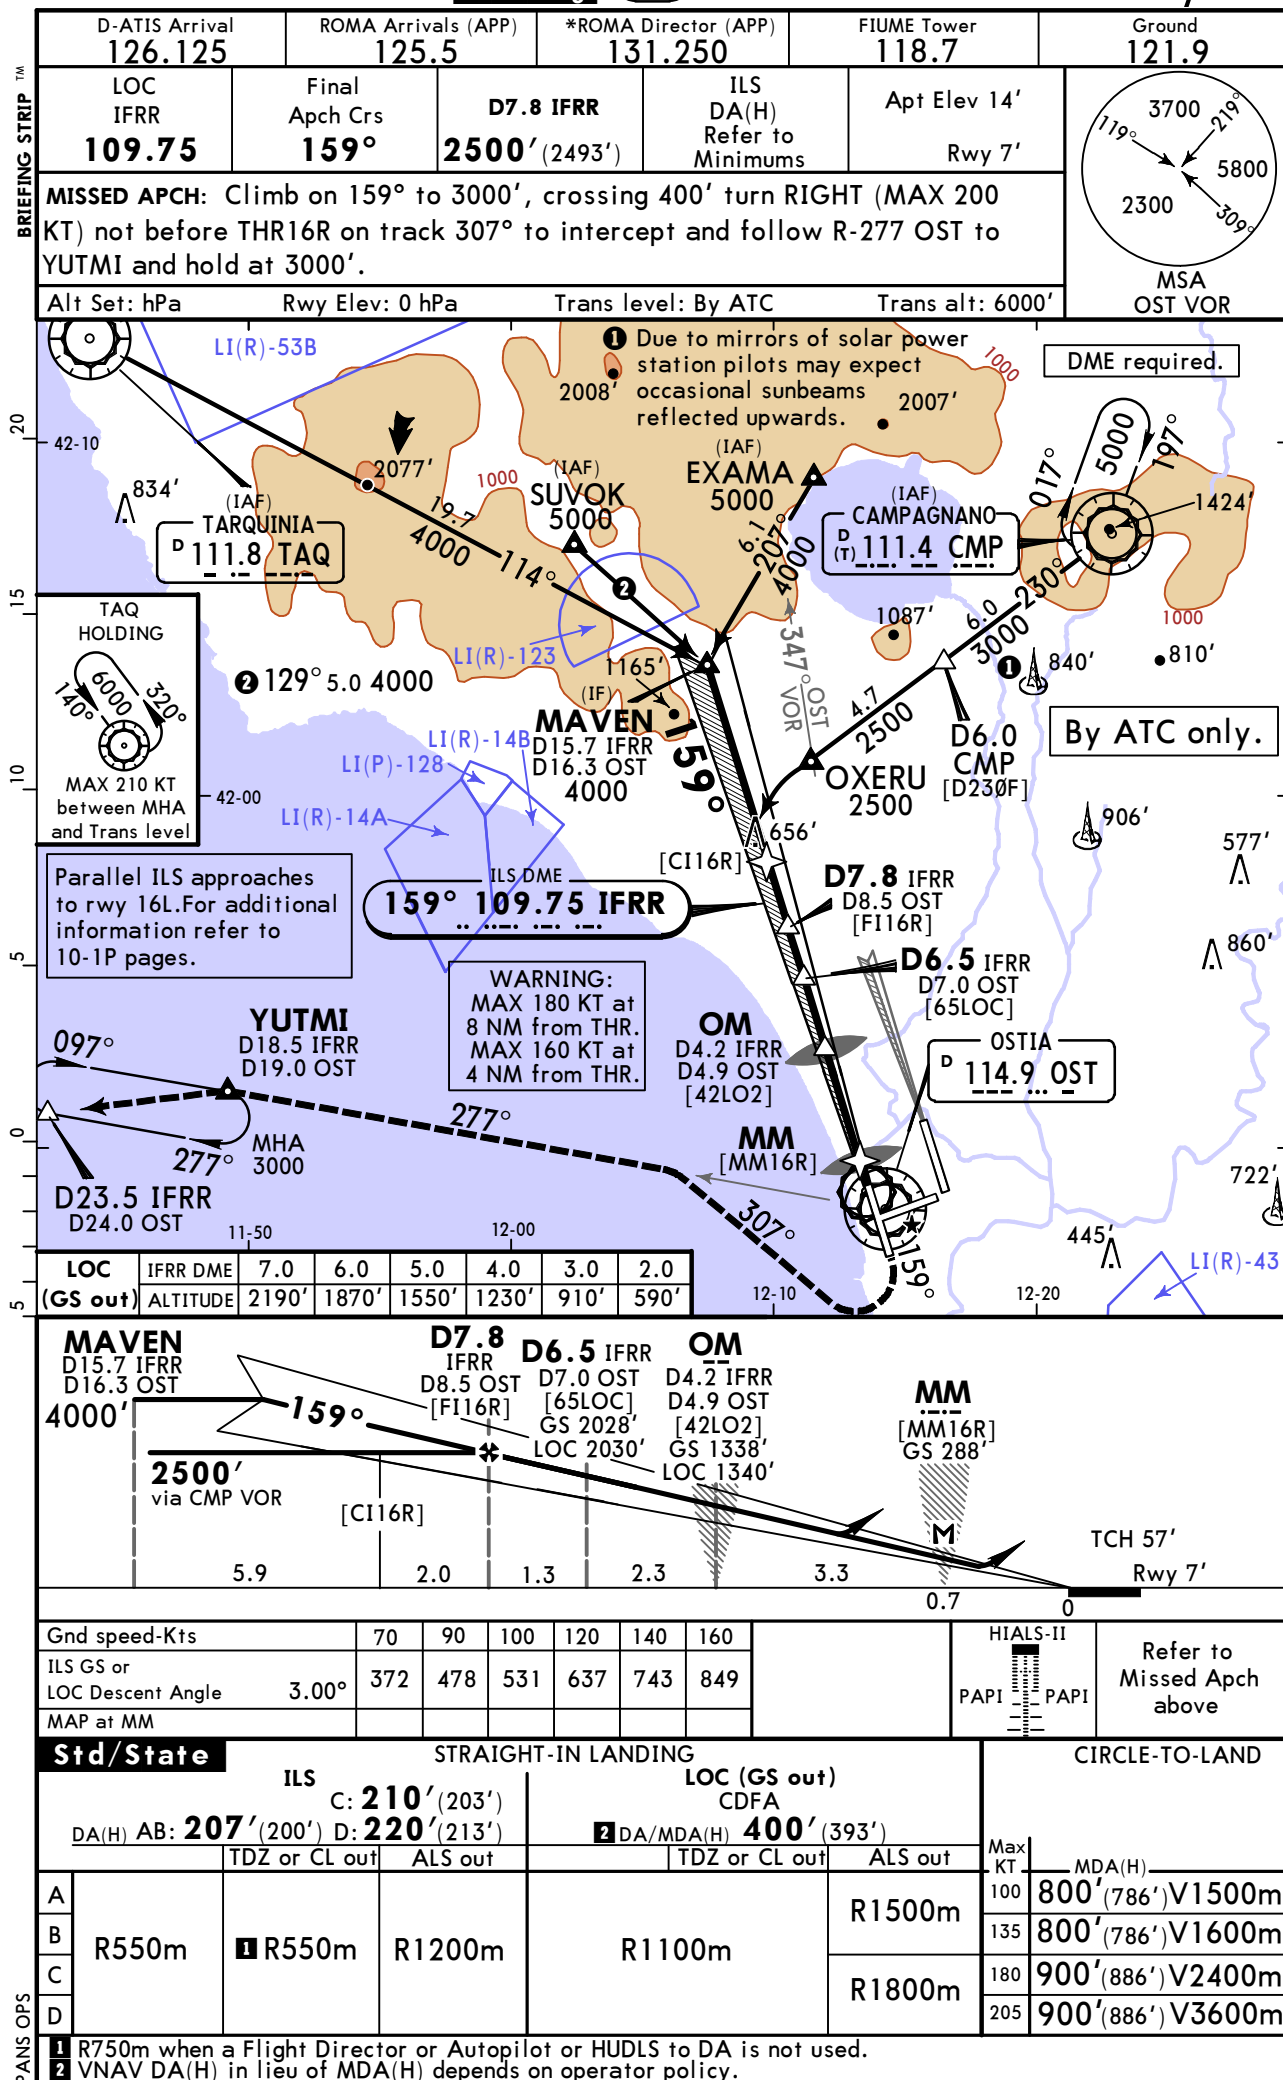 D-ATIS Arrival
126.125
ROMA Arrivals (APP)
125.5
*ROMA Director (APP)
131.250
FIUME Tower
118.7
Ground
121.9
BRIEFING STRIP TM
LOC
IFRR
109.75
Final
Apch Crs
159°
D7.8 IFRR
2500' (2493')
ILS
DA(H)
Refer to
Minimums
Apt Elev 14'
Rwy 7'
3700
119°
219°
5800
2300
309°
MSA
OST VOR
MISSED APCH: Climb on 159° to 3000', crossing 400' turn RIGHT (MAX 200
KT) not before THR16R on track 307° to intercept and follow R-277 OST to
YUTMI and hold at 3000'.
Alt Set: hPa
Rwy Elev: 0 hPa
Trans level: By ATC
Trans alt: 6000'
LI(R)-53B
1 Due to mirrors of solar power
station pilots may expect
occasional sunbeams
reflected upwards.
2008'
2007'
1000
DME required.
20
42-10
834'
2077'
1000
(IAF)
TARQUINIA
D 111.8 TAQ
19.7
4000
114°
(IAF)
SUVOK
5000
(IAF)
EXAMA
5000
6.1
207°
4000
(IAF)
CAMPAGNANO
D
(T) 111.4 CMP
017°
5000
197°
1424'
230°
6.0
3000
1000
15
TAQ
HOLDING
140°
6000
320°
MAX 210 KT
between MHA
and Trans level
2
LI(R)-123
1165'
2 129° 5.0 4000
347° OST
VOR
1087'
1
840'
810'
(IF)
MAVEN
D15.7 IFRR
D16.3 OST
4000
159°
4.7
2500
OXERU
2500
D6.0
CMP
[D230F]
By ATC only.
10
42-00
LI(R)-14B
LI(P)-128
LI(R)-14A
656'
[CI16R]
906'
577'
Parallel ILS approaches
to rwy 16L.For additional
information refer to
10-1P pages.
ILS DME
159° 109.75 IFRR
D7.8 IFRR
D8.5 OST
[FI16R]
860'
5
WARNING:
MAX 180 KT at
8 NM from THR.
MAX 160 KT at
4 NM from THR.
D6.5 IFRR
D7.0 OST
[65LOC]
OM
D4.2 IFRR
D4.9 OST
[42LO2]
OSTIA
D 114.9 OST
YUTMI
D18.5 IFRR
D19.0 OST
097°
277°
277°
MHA
3000
D23.5 IFRR
D24.0 OST
0
MM
[MM16R]
307°
159°
722'
445'
LI(R)-43
11-50
12-00
12-10
12-20
5
LOC
(GS out)
IFRR DME 7.0 6.0 5.0 4.0 3.0 2.0
ALTITUDE 2190' 1870' 1550' 1230' 910' 590'
MAVEN
D15.7 IFRR
D16.3 OST
4000'
159°
2500'
via CMP VOR
[CI16R]
D7.8
IFRR
D8.5 OST
[FI16R]
D6.5 IFRR
D7.0 OST
[65LOC]
GS 2028'
LOC 2030'
OM
D4.2 IFRR
D4.9 OST
[42LO2]
GS 1338'
LOC 1340'
MM
[MM16R]
GS 288'
M
TCH 57'
Rwy 7'
5.9 2.0 1.3 2.3 3.3
0.7
0
Gnd speed-Kts 70 90 100 120 140 160
ILS GS or
LOC Descent Angle 3.00° 372 478 531 637 743 849
MAP at MM
HIALS-II
PAPI PAPI
Refer to
Missed Apch
above
Std/State
STRAIGHT-IN LANDING
CIRCLE-TO-LAND
ILS
C: 210' (203')
DA(H) AB: 207' (200') D: 220' (213')
LOC (GS out)
CDFA
2 DA/MDA(H) 400' (393')
TDZ or CL out
ALS out
TDZ or CL out
ALS out
Max
KT
MDA(H)
A
B
C
D
R550m
1 R550m
R1200m
R1100m
R1500m
R1800m
100 800' (786') V1500m
135 800' (786') V1600m
180 900' (886') V2400m
205 900' (886') V3600m
PANS OPS
1 R750m when a Flight Director or Autopilot or HUDLS to DA is not used.
2 VNAV DA(H) in lieu of MDA(H) depends on operator policy.